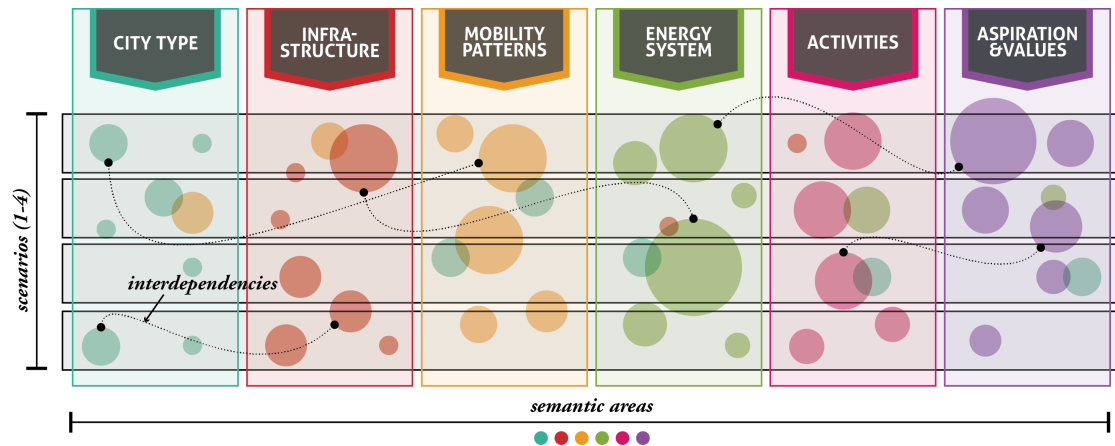 CITY TYPE
INFRA-
STRUCTURE
MOBILITY
PATTERNS
ENERGY
SYSTEM
ACTIVITIES
ASPIRATION
&VALUES
scenarios (1-4)
interdependencies
semantic areas